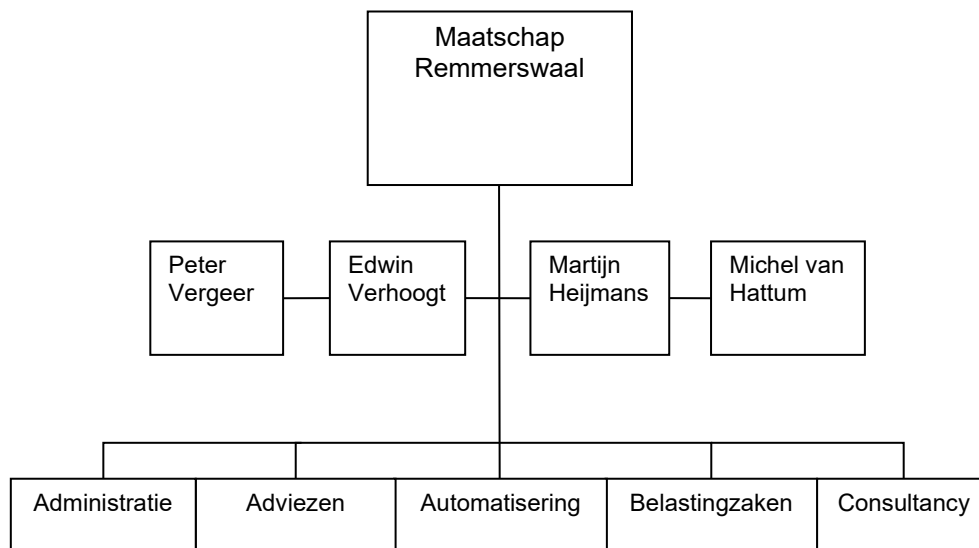 Maatschap
Remmerswaal
Peter
Vergeer
Edwin
Verhoogt
Martijn
Heijmans
Michel van
Hattum
Administratie
Adviezen
Automatisering
Belastingzaken
Consultancy